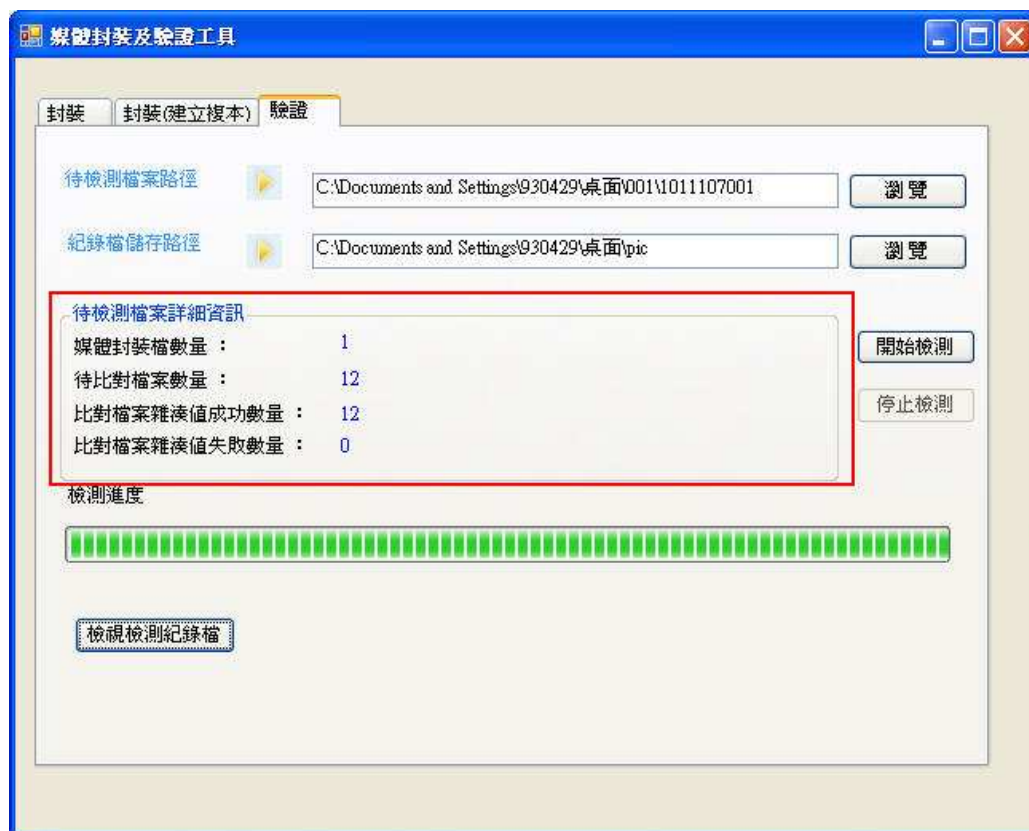 媒體封裝及驗證工具
封裝 封裝(建立複本) 驗證
待檢測檔案路徑 C:\Documents and Settings\930429\桌面\001\1011107001 瀏覽
紀錄檔儲存路徑 C:\Documents and Settings\930429\桌面\pic 瀏覽
待檢測檔案詳細資訊
媒體封裝檔數量： 1 開始檢測
待比對檔案數量： 12
比對檔案雜湊值成功數量： 12 停止檢測
比對檔案雜湊值失敗數量： 0
檢測進度
檢視檢測紀錄檔